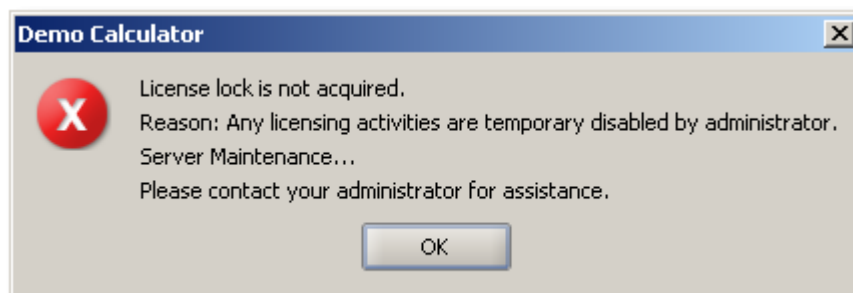 Demo Calculator
License lock is not acquired.
Reason: Any licensing activities are temporary disabled by administrator.
Server Maintenance...
Please contact your administrator for assistance.
OK